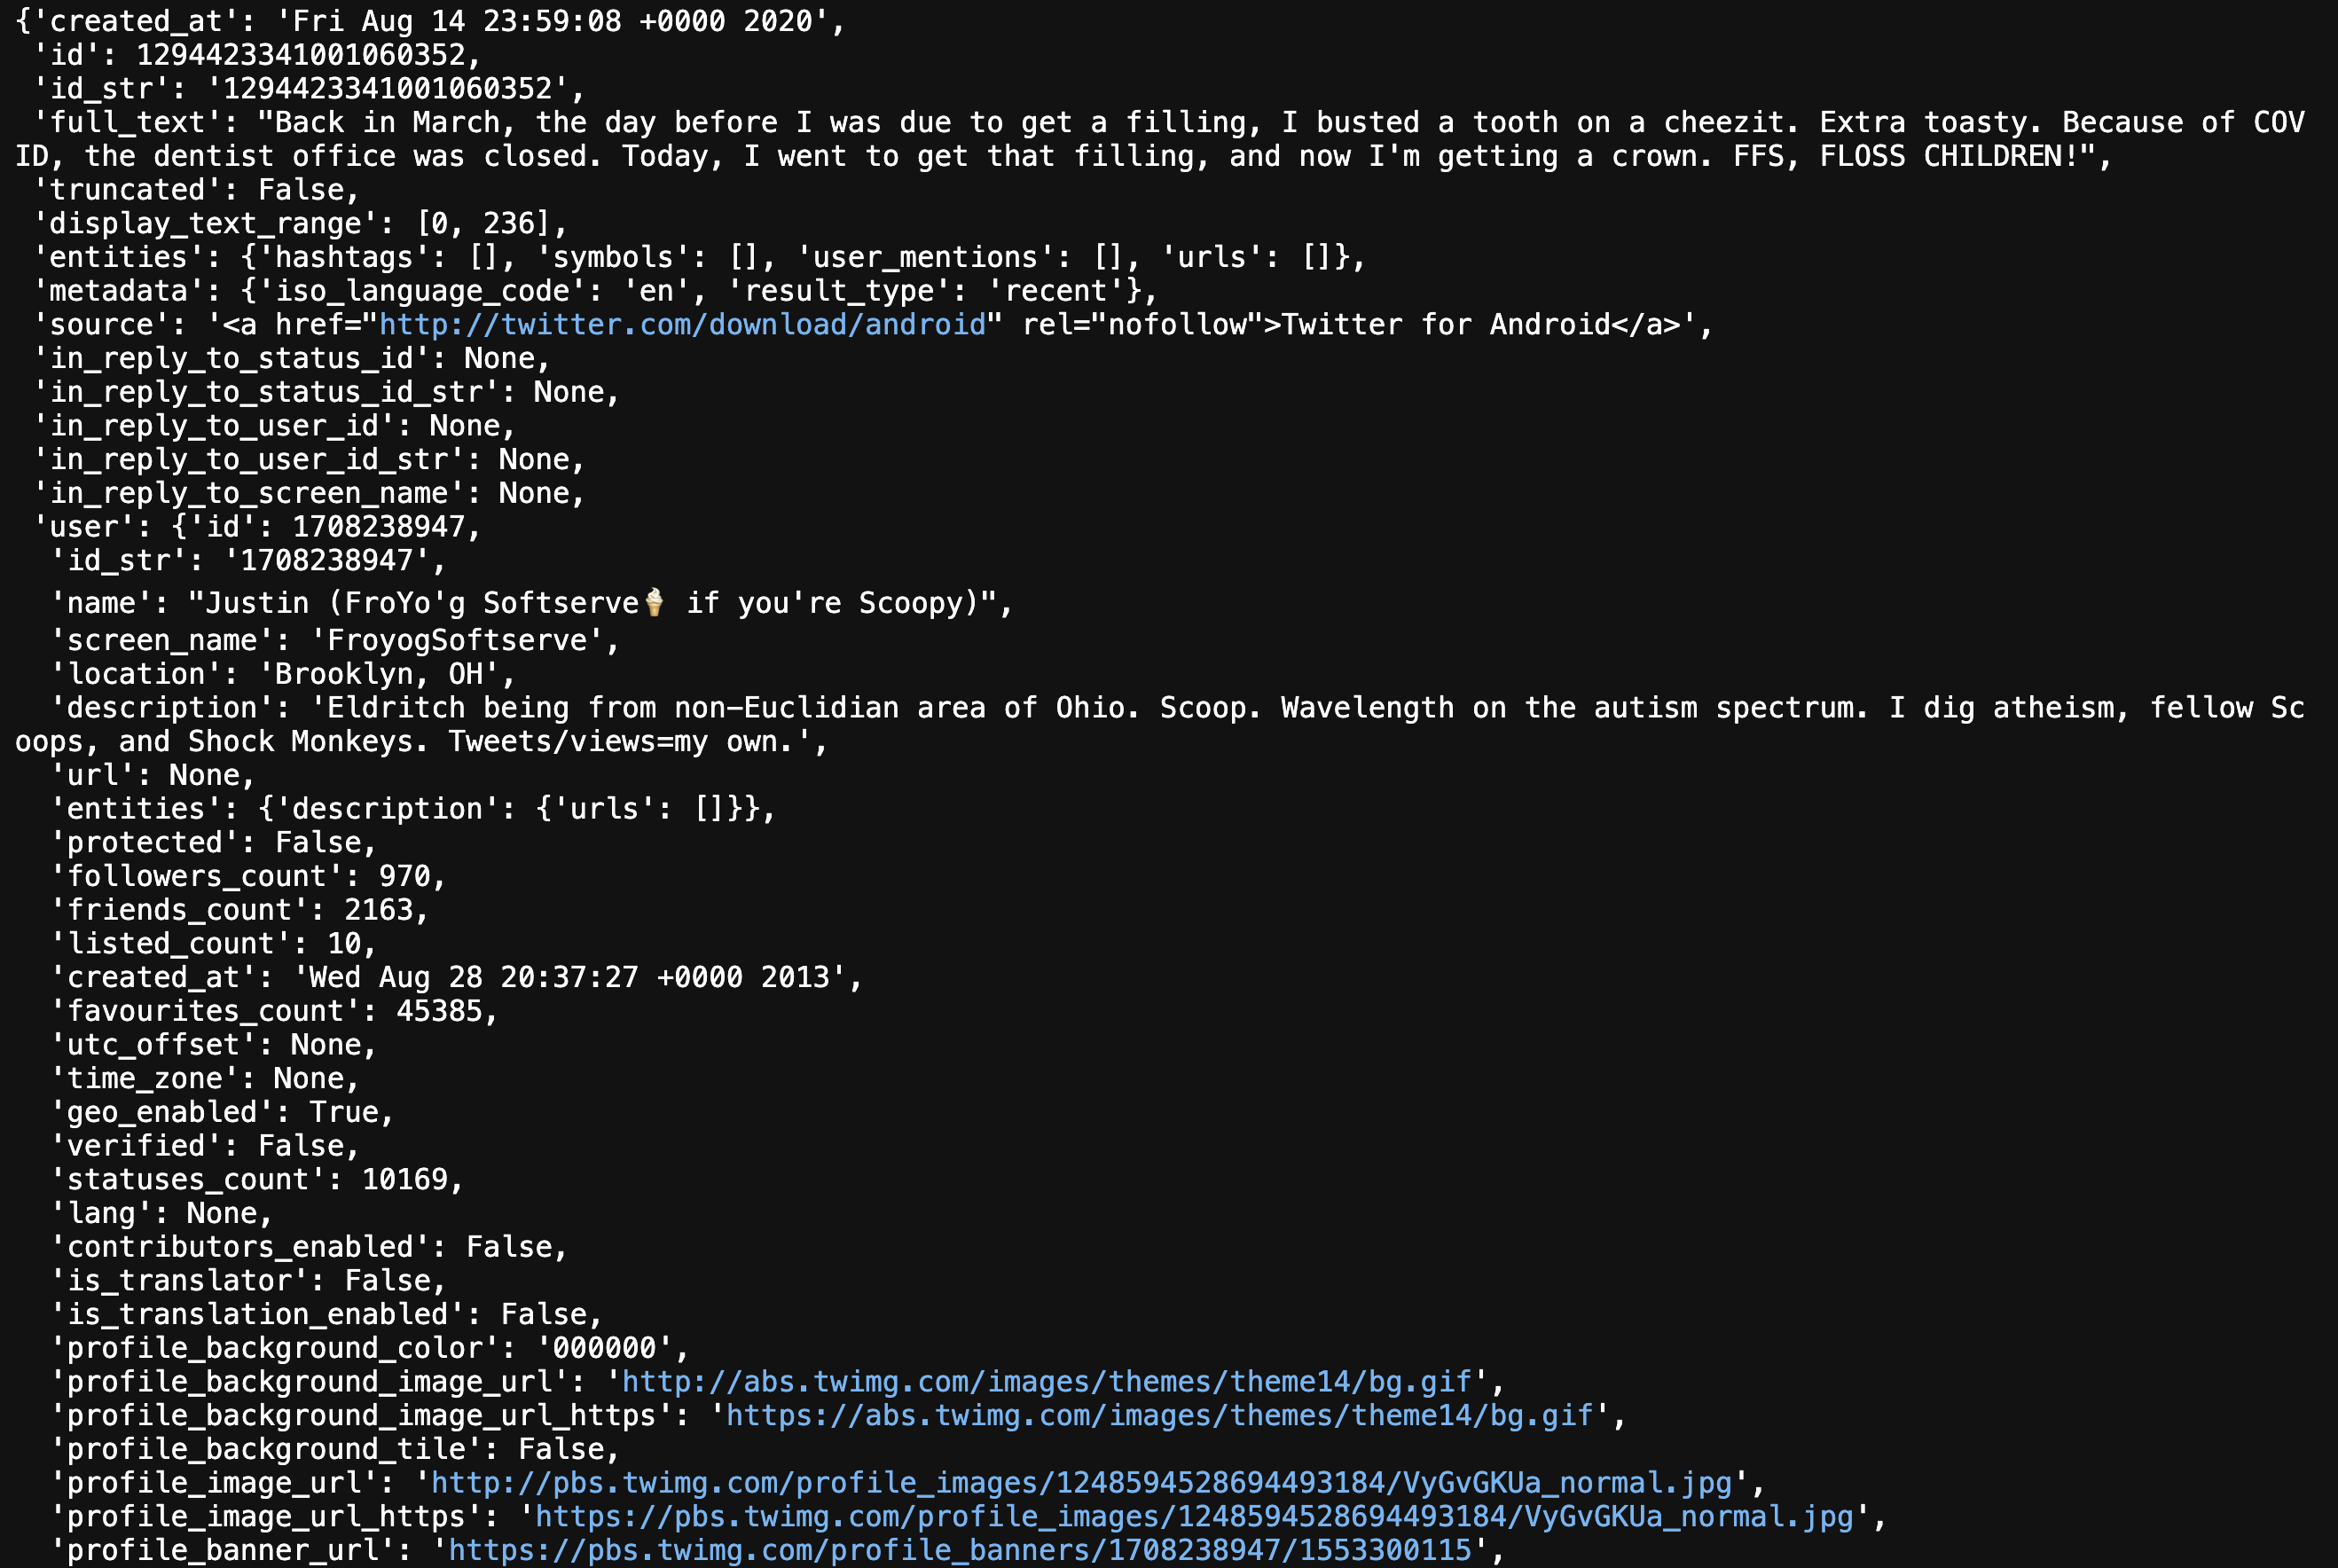 {'created_at': 'Fri Aug 14 23:59:08 +0000 2020',
'id': 1294423341001060352,
'id_str': '1294423341001060352',
'full_text': "Back in March, the day before I was due to get a filling, I busted a tooth on a cheezit. Extra toasty. Because of COV
ID, the dentist office was closed. Today, I went to get that filling, and now I'm getting a crown. FFS, FLOSS CHILDREN!",
'truncated': False,
'display_text_range': [0, 236],
'entities': {'hashtags': [], 'symbols': [], 'user_mentions': [], 'urls': []},
'metadata': {'iso_language_code': 'en', 'result_type': 'recent'},
'source': '<a href="http://twitter.com/download/android" rel="nofollow">Twitter for Android</a>',
'in_reply_to_status_id': None,
'in_reply_to_status_id_str': None,
'in_reply_to_user_id': None,
'in_reply_to_user_id_str': None,
'in_reply_to_screen_name': None,
'user': {'id': 1708238947,
'id_str': '1708238947',
'name': "Justin (FroYo'g Softserve🍦 if you're Scoopy)",
'screen_name': 'FroyogSoftserve',
'location': 'Brooklyn, OH',
'description': 'Eldritch being from non-Euclidian area of Ohio. Scoop. Wavelength on the autism spectrum. I dig atheism, fellow Sc
oops, and Shock Monkeys. Tweets/views=my own.',
'url': None,
'entities': {'description': {'urls': []}},
'protected': False,
'followers_count': 970,
'friends_count': 2163,
'listed_count': 10,
'created_at': 'Wed Aug 28 20:37:27 +0000 2013',
'favourites_count': 45385,
'utc_offset': None,
'time_zone': None,
'geo_enabled': True,
'verified': False,
'statuses_count': 10169,
'lang': None,
'contributors_enabled': False,
'is_translator': False,
'is_translation_enabled': False,
'profile_background_color': '000000',
'profile_background_image_url': 'http://abs.twimg.com/images/themes/theme14/bg.gif',
'profile_background_image_url_https': 'https://abs.twimg.com/images/themes/theme14/bg.gif',
'profile_background_tile': False,
'profile_image_url': 'http://pbs.twimg.com/profile_images/1248594528694493184/VyGvGKUa_normal.jpg',
'profile_image_url_https': 'https://pbs.twimg.com/profile_images/1248594528694493184/VyGvGKUa_normal.jpg',
'profile_banner_url': 'https://pbs.twimg.com/profile_banners/1708238947/1553300115',